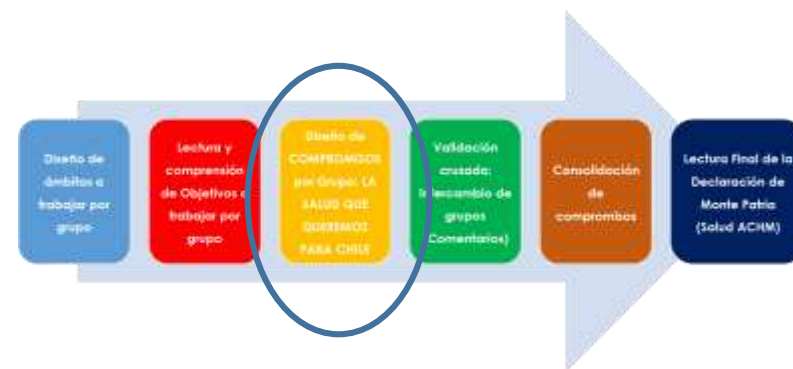 Diseño de
ámbitos a
trabajar por
grupo
Lectura y
comprensión
de Objetivos a
trabajar por
grupo
Diseño de
COMPROMISOS
por Grupo: LA
SALUD QUE
QUEREMOS
PARA CHILE
Validación
cruzada:
Intercambio de
grupos
(Comentarios)
Consolidación
de
compromisos
Lectura Final de la
Declaración de
Monte Patria
(Salud ACHM)